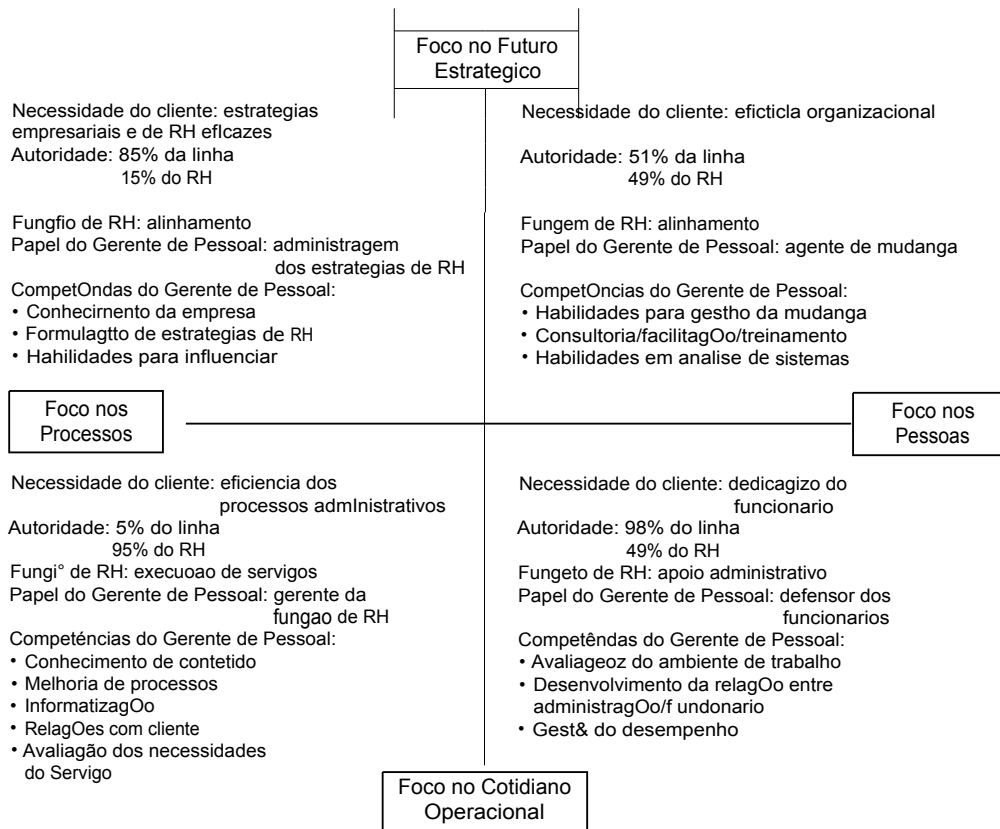 Foco no Futuro
Estrategico
Necessidade do cliente: estrategias
empresariais e de RH eflcazes
Autoridade: 85% da linha
15% do RH
Fungfio de RH: alinhamento
Papel do Gerente de Pessoal: administragem
dos estrategias de RH
CompetOndas do Gerente de Pessoal:
• Conhecirnento da empresa
• Formulagtto de estrategias de RH
• Hahilidades para influenciar
Necessidade do cliente: eficticla organizacional
Autoridade: 51% da linha
49% do RH
Fungem de RH: alinhamento
Papel do Gerente de Pessoal: agente de mudanga
CompetOncias do Gerente de Pessoal:
• Habilidades para gestho da mudanga
• Consultoria/facilitagOo/treinamento
• Habilidades em analise de sistemas
Foco nos
Processos
Foco nos
Pessoas
Necessidade do cliente: eficiencia dos
processos admInistrativos
Autoridade: 5% do linha
95% do RH
Fungi° de RH: execuoao de servigos
Papel do Gerente de Pessoal: gerente da
fungao de RH
Competéncias do Gerente de Pessoal:
• Conhecimento de contetido
• Melhoria de processos
• InformatizagOo
• RelagOes com cliente
• Avaliagão dos necessidades
do Servigo
Necessidade do cliente: dedicagizo do
funcionario
Autoridade: 98% do linha
49% do RH
Fungeto de RH: apoio administrativo
Papel do Gerente de Pessoal: defensor dos
funcionarios
Competêndas do Gerente de Pessoal:
• Avaliageoz do ambiente de trabalho
• Desenvolvimento da relagOo entre
administragOo/f undonario
• Gest& do desempenho
Foco no Cotidiano
Operacional